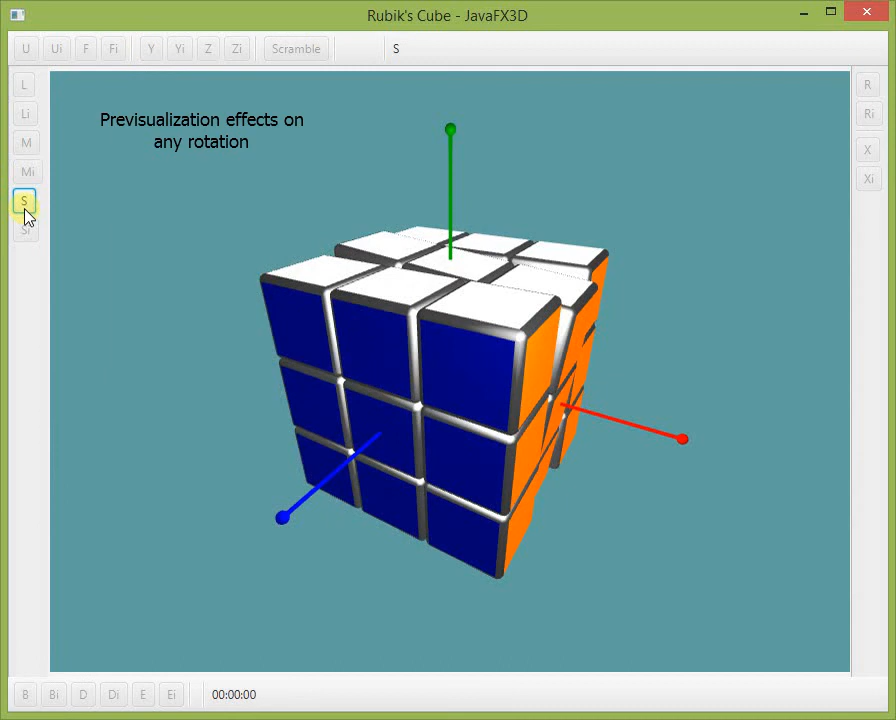 Rubik's Cube - JavaFX3D
U Ui F Fi Y Yi Z Zi Scramble S
L
Li
M
Mi
S
Si
R
Ri
X
Xi
Previsualization effects on
any rotation
B Bi D Di E Ei 00:00:00